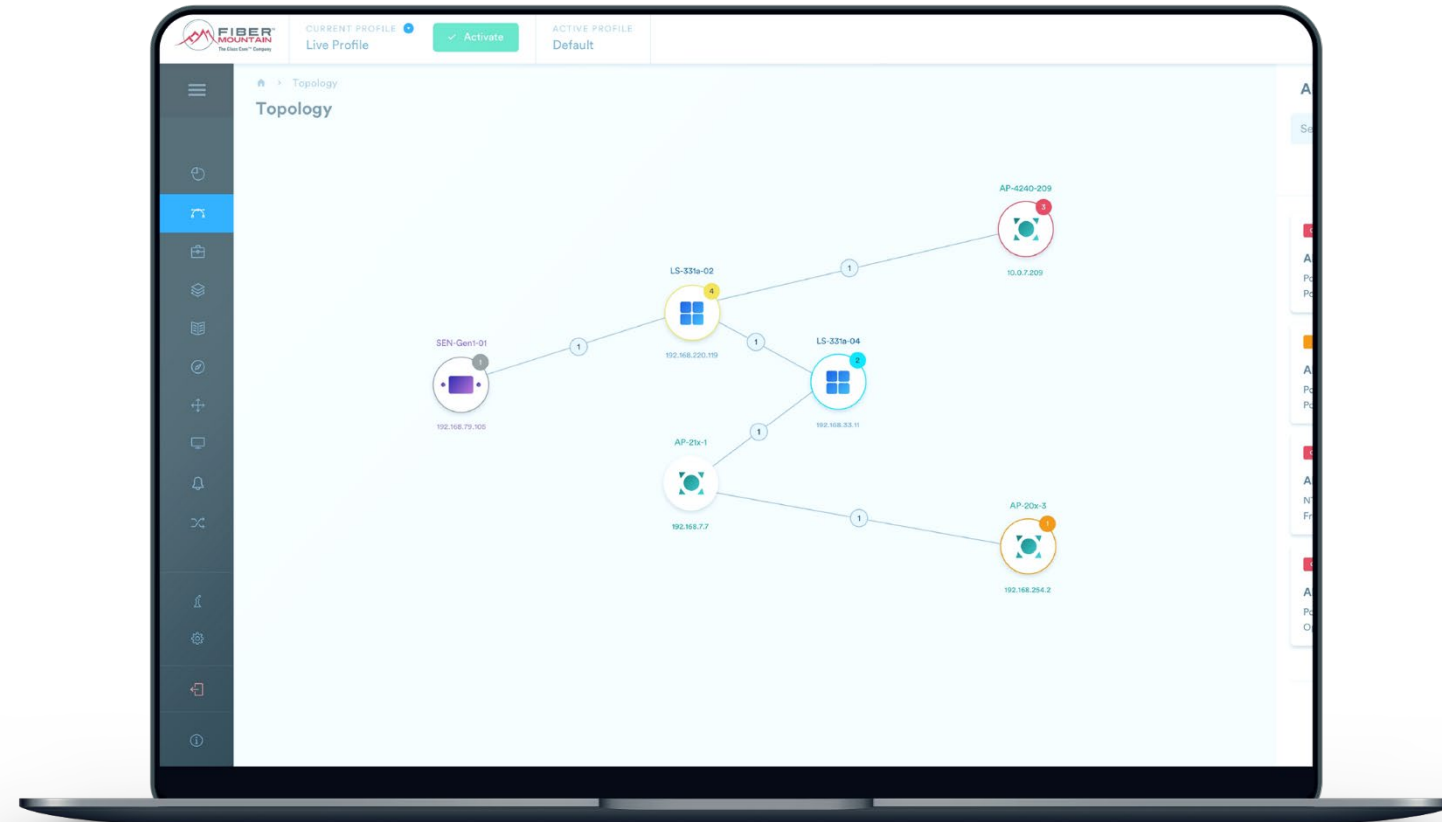 FIBER™
MOUNTAIN
The Glass Core™ Company
CURRENT PROFILE
Live Profile
Activate
ACTIVE PROFILE
Default
Topology
Topology
AP-4240-209
3
10.0.7.209
1
LS-331a-02
4
192.168.220.119
1
LS-331a-04
2
192.168.33.11
SEN-Gen1-01
1
1
192.168.79.105
1
AP-21x-1
192.168.7.7
1
AP-20x-3
1
192.168.254.2